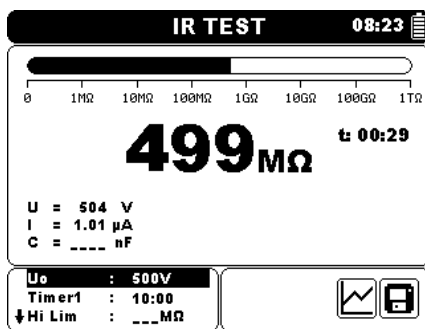 IR TEST 08:23
0 1MΩ 10MΩ 100MΩ 1GΩ 10GΩ 100GΩ 1TΩ
499MΩ t: 00:29
U = 504 V
I = 1.01 µA
C = ____ nF
Uo : 500V
Timer1 : 10:00
Hi Lim : ___MΩ